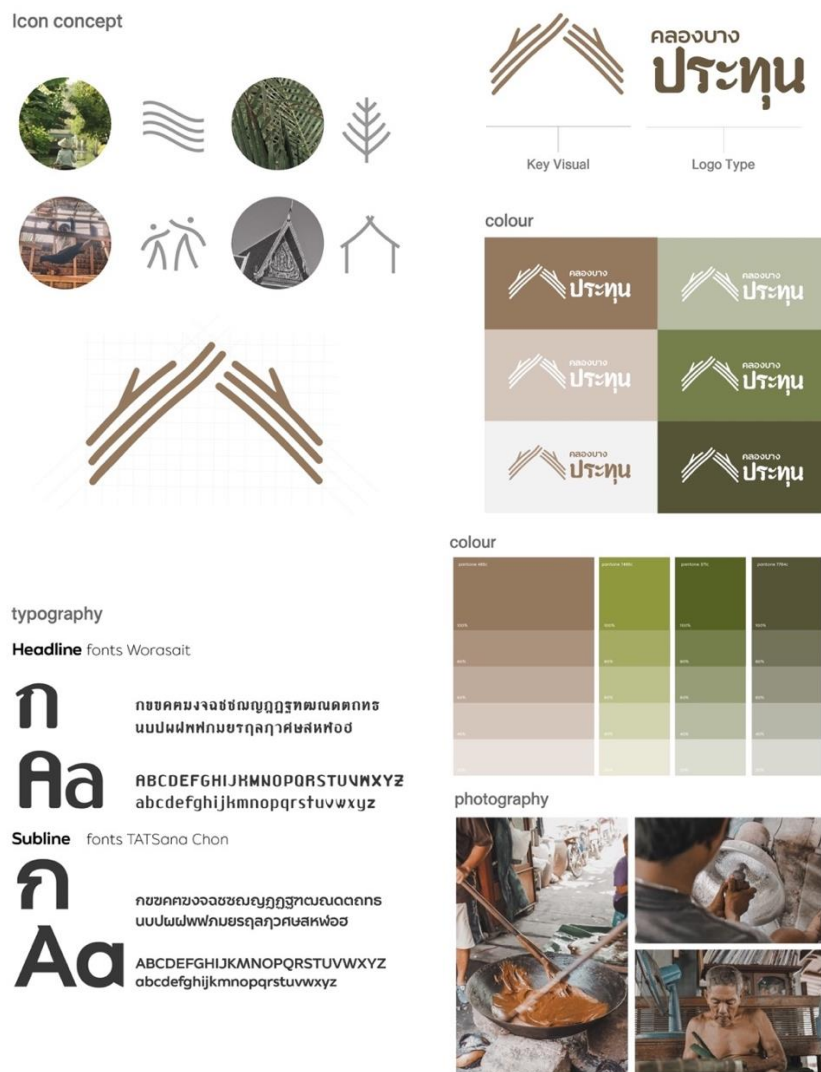 Icon concept
คลองบาง
ประทุน
Key Visual
Logo Type
colour
คลองบาง
ประทุน
คลองบาง
ประทุน
คลองบาง
ประทุน
คลองบาง
ประทุน
คลองบาง
ประทุน
คลองบาง
ประทุน
colour
pantone
pantone
pantone
pantone
100%
100%
100%
100%
typography
Headline fonts Worasait
ก
กขฃคฅฆงจฉชซฌญฎฏฐฑฒณดตถทธ
นบปผฝพฟภมยรฤลฦวศษสหฬอฮ
Aa
ABCDEFGHIJKMNOPQRSTUVWXYZ
abcdefghijkmnopqrstuvwxyz
Subline fonts TATSana Chon
ก
กขฃคฅฆงจฉชซฌญฎฏฐฑฒณดตถทธ
นบปผฝพฟภมยรฤลฦวศษสหฬอฮ
Aa
ABCDEFGHIJKMNOPQRSTUVWXYZ
abcdefghijkmnopqrstuvwxyz
photography